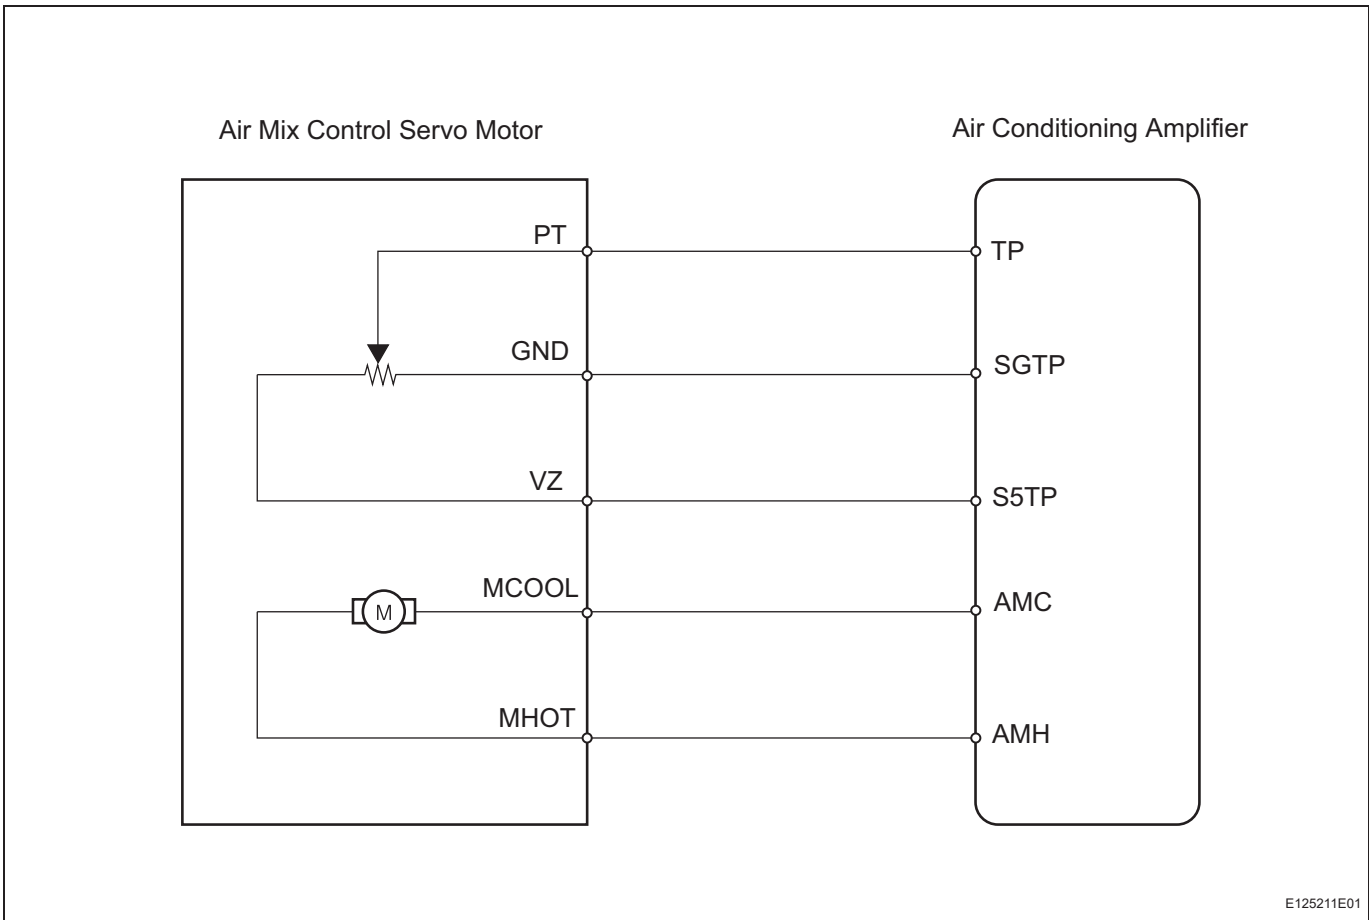 Air Mix Control Servo Motor
Air Conditioning Amplifier
PT
TP
GND
SGTP
VZ
S5TP
MCOOL
M
AMC
MHOT
AMH
E125211E01